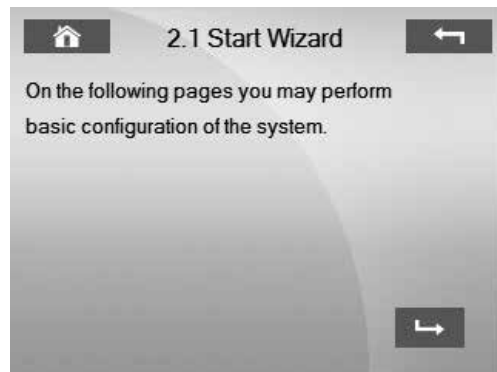 2.1 Start Wizard
On the following pages you may perform
basic configuration of the system.